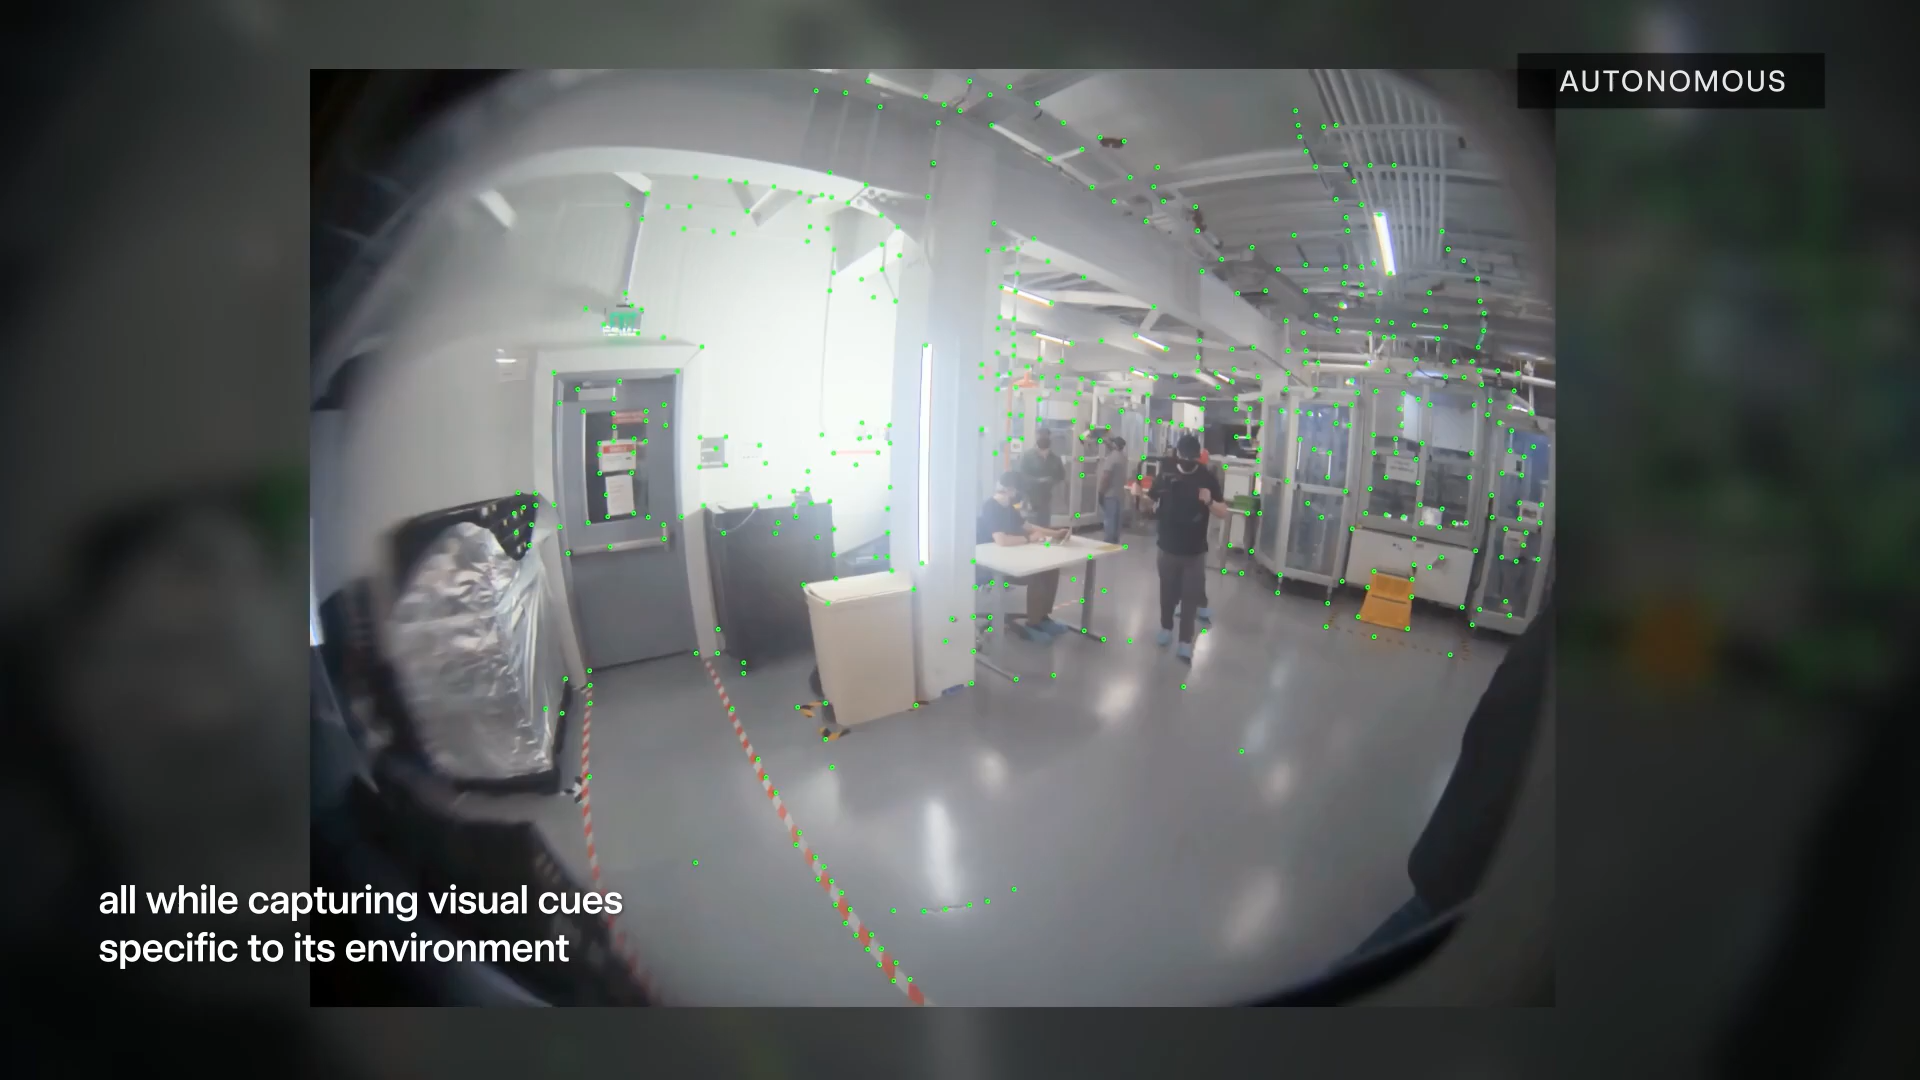 AUTONOMOUS
all while capturing visual cues
specific to its environment